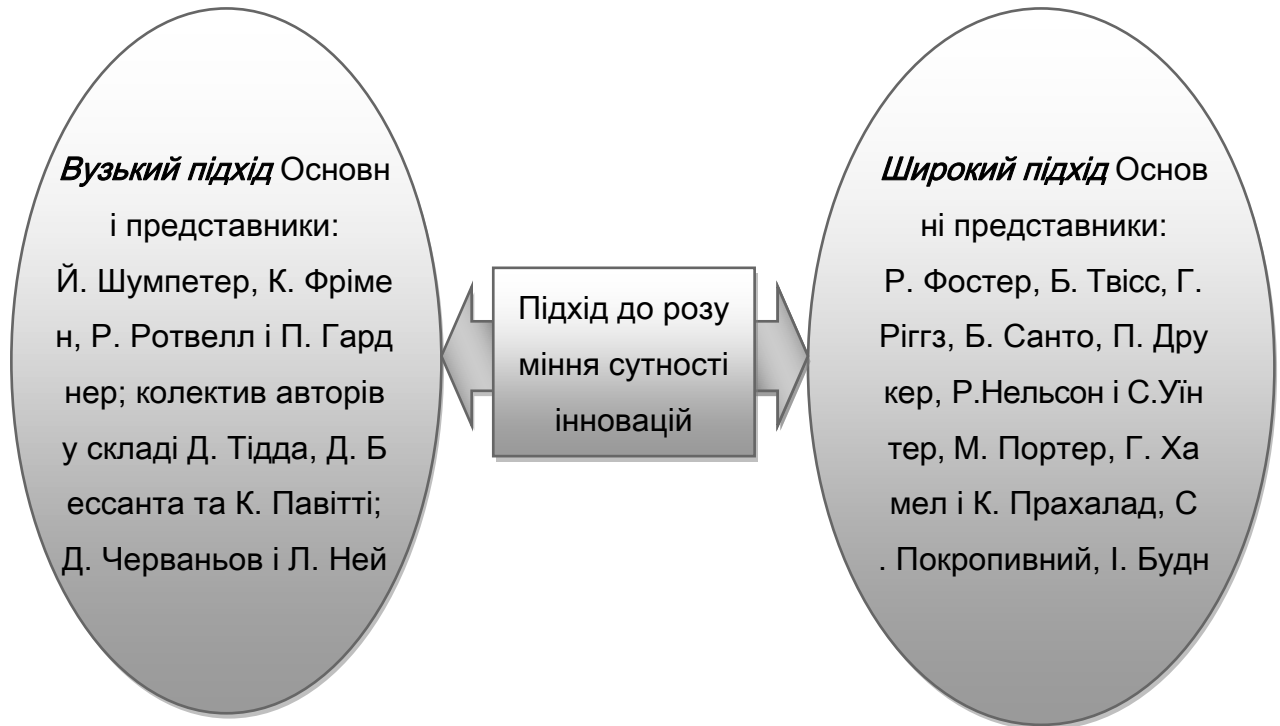 Вузький підхід Основн
і представники:
Й. Шумпетер, К. Фріме
н, Р. Ротвелл і П. Гард
нер; колектив авторів
у складі Д. Тідда, Д. Б
ессанта та К. Павітті;
Д. Черваньов і Л. Ней
Підхід до розу
міння сутності
інновацій
Широкий підхід Основ
ні представники:
Р. Фостер, Б. Твісс, Г.
Ріггз, Б. Санто, П. Дру
кер, Р.Нельсон і С.Уїн
тер, М. Портер, Г. Ха
мел і К. Прахалад, С
. Покропивний, І. Будн